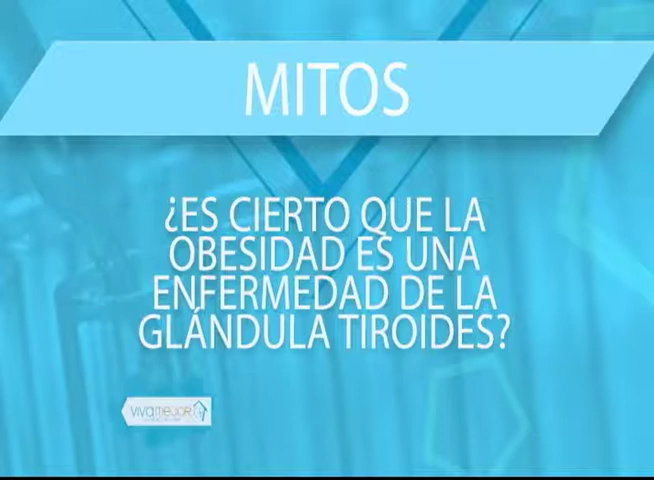 MITOS
¿ES CIERTO QUE LA
OBESIDAD ES UNA
ENFERMEDAD DE LA
GLÁNDULA TIROIDES?
VIVAMEJOR